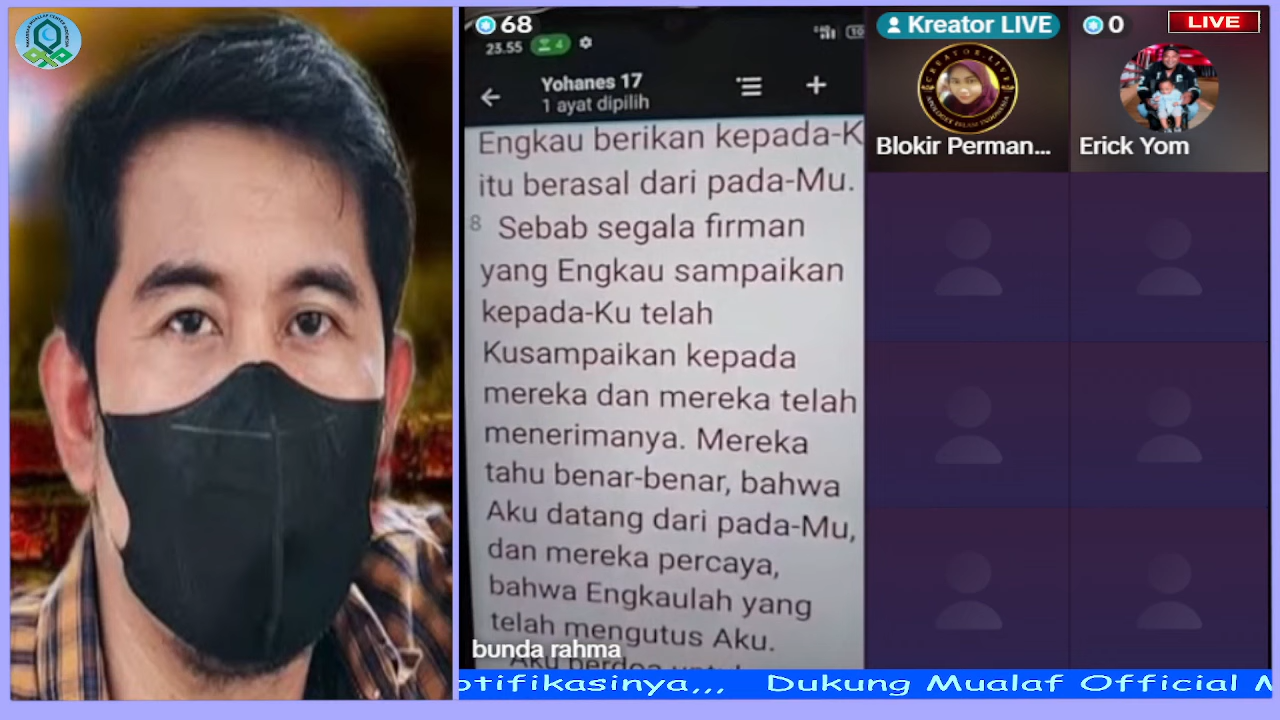 68
23.55
4
Yohanes 17
1 ayat dipilih
Engkau berikan kepada-K
itu berasal dari pada-Mu.
8 Sebab segala firman
yang Engkau sampaikan
kepada-Ku telah
Kusampaikan kepada
mereka dan mereka telah
menerimanya. Mereka
tahu benar-benar, bahwa
Aku datang dari pada-Mu,
dan mereka percaya,
bahwa Engkaulah yang
telah mengutus Aku.
bunda rahma
Kreator LIVE
CREATOR LIVE
Blokir Perman...
0
LIVE
Erick Yom
otifikasinya,,, Dukung Mualaf Official M